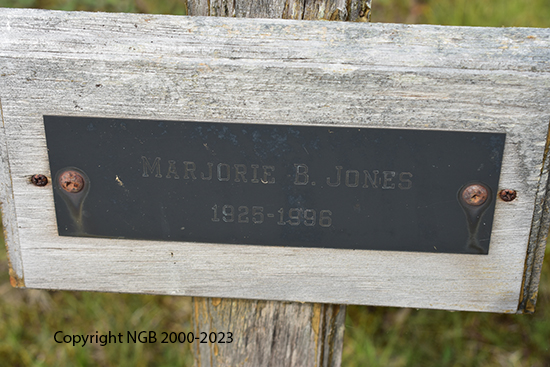 Marjorie B. Jones
1925-1996
Copyright NGB 2000-2023